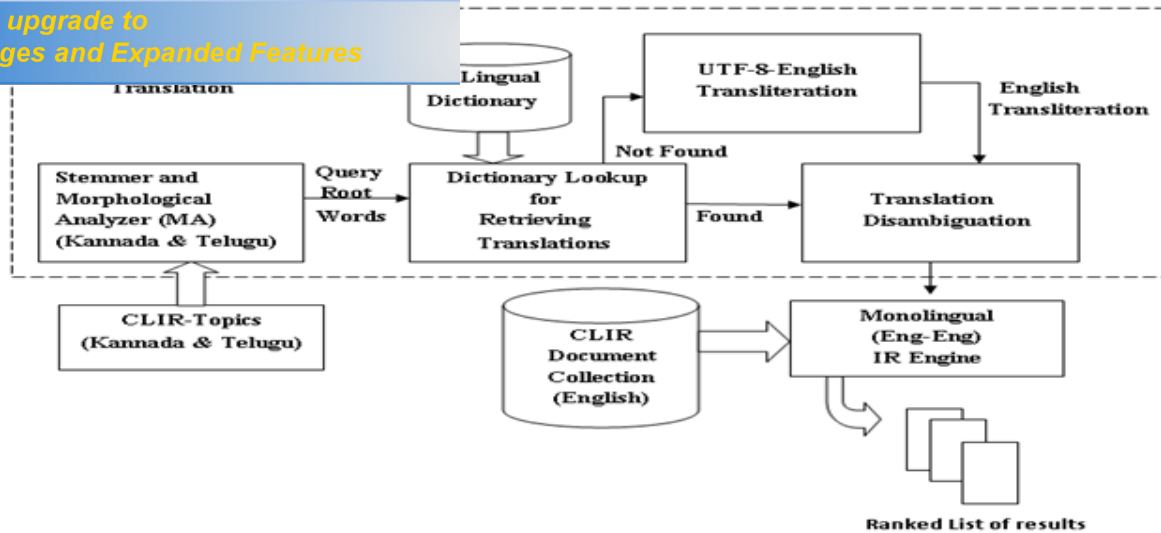 upgrade to
ges and Expanded Features
Translation
Lingual
Dictionary
UTF-8-English
Transliteration
English
Transliteration
Not Found
Stemmer and
Morphological
Analyzer (MA)
(Kannada & Telugu)
Query
Root
Words
Dictionary Lookup
for
Retrieving
Translations
Found
Translation
Disambiguation
CLIR-Topics
(Kannada & Telugu)
CLIR
Document
Collection
(English)
Monolingual
(Eng-Eng)
IR Engine
Ranked List of results